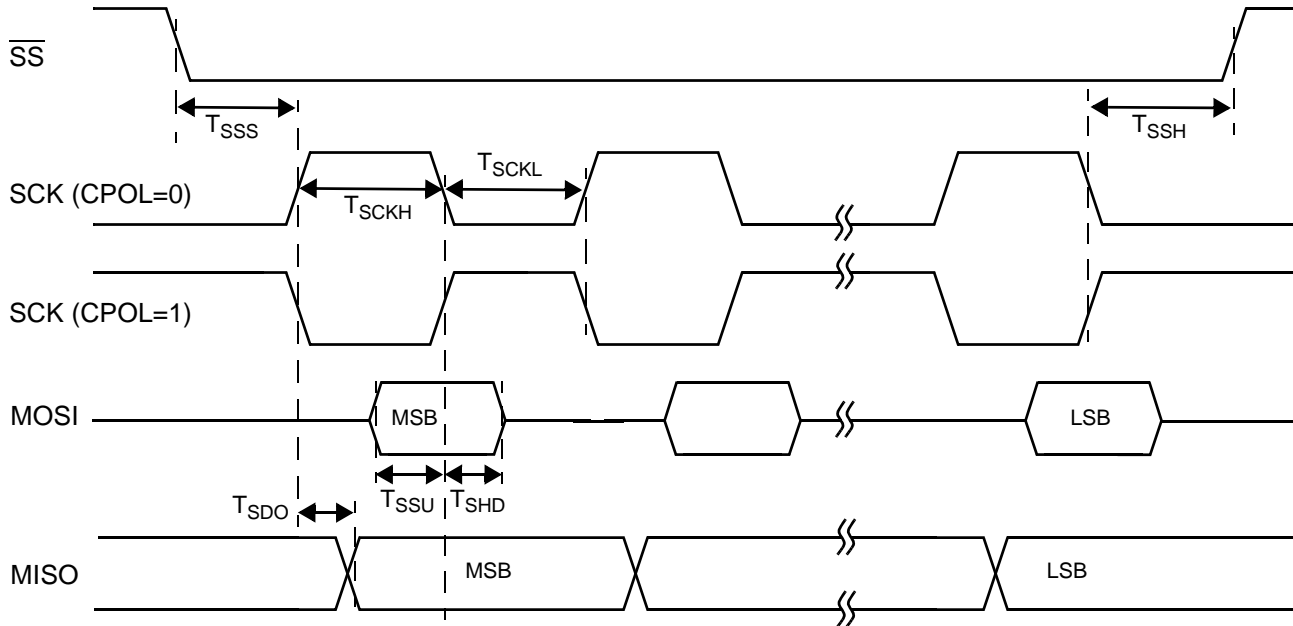 SS
TSSS
TSSH
SCK (CPOL=0)
TSCKH
TSCKL
SCK (CPOL=1)
MOSI
MSB
LSB
TSSU
TSHD
TSDO
MISO
MSB
LSB